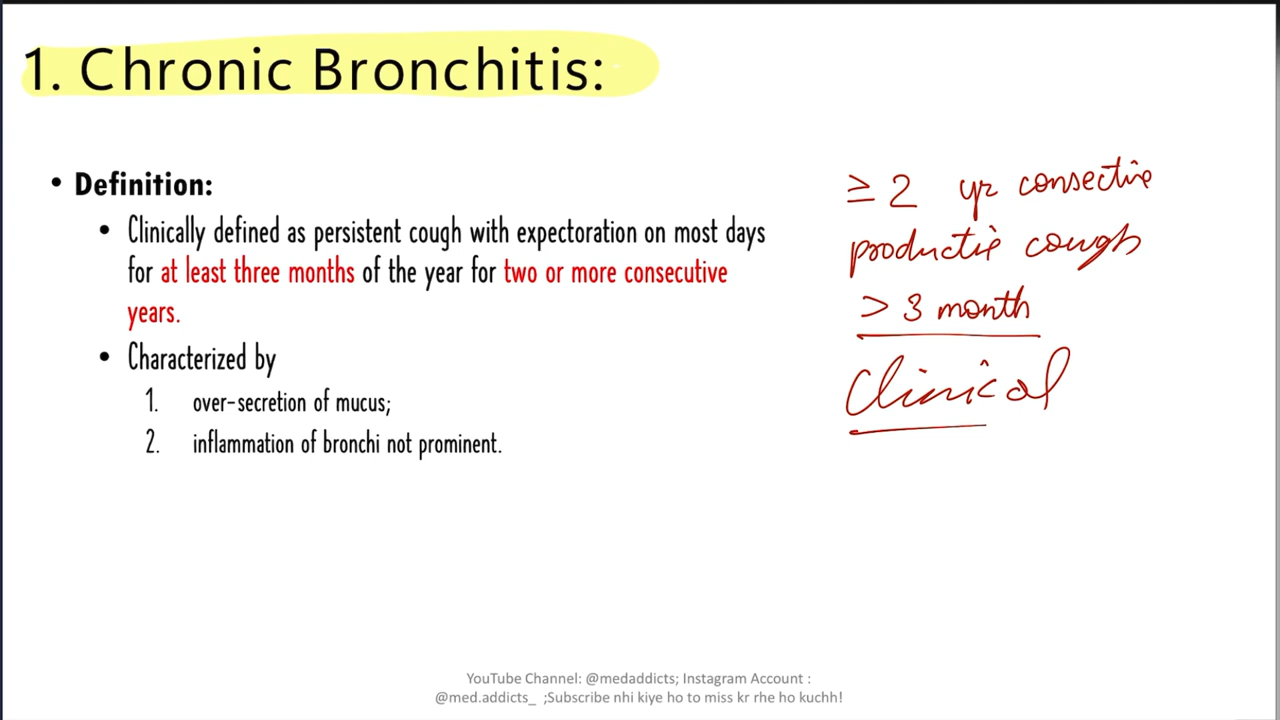 1. Chronic Bronchitis:
• Definition:
• Clinically defined as persistent cough with expectoration on most days
for at least three months of the year for two or more consecutive
years.
• Characterized by
1. over-secretion of mucus;
2. inflammation of bronchi not prominent.
≥ 2 yr consective
productie cough
> 3 month
Clinical
YouTube Channel: @medaddicts; Instagram Account :
@med.addicts_ ;Subscribe nhi kiye ho to miss kr rhe ho kuchh!